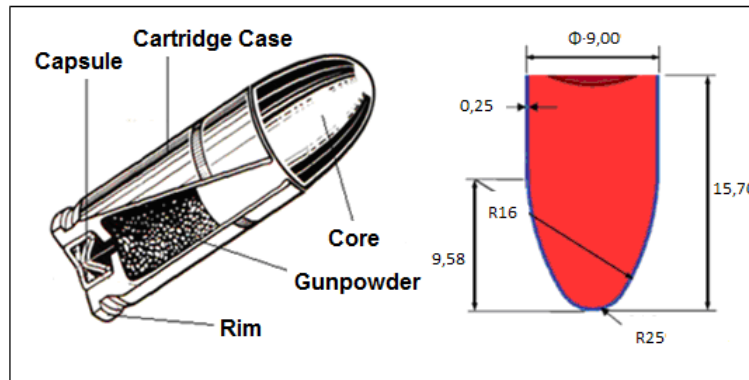 Cartridge Case
Capsule
Core
Gunpowder
Rim
Φ 9,00
0,25
15,70
R16
9,58
R25